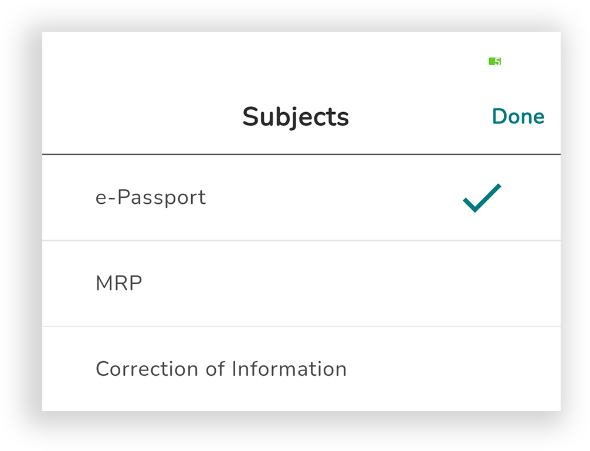 Subjects
Done
e-Passport
MRP
Correction of Information